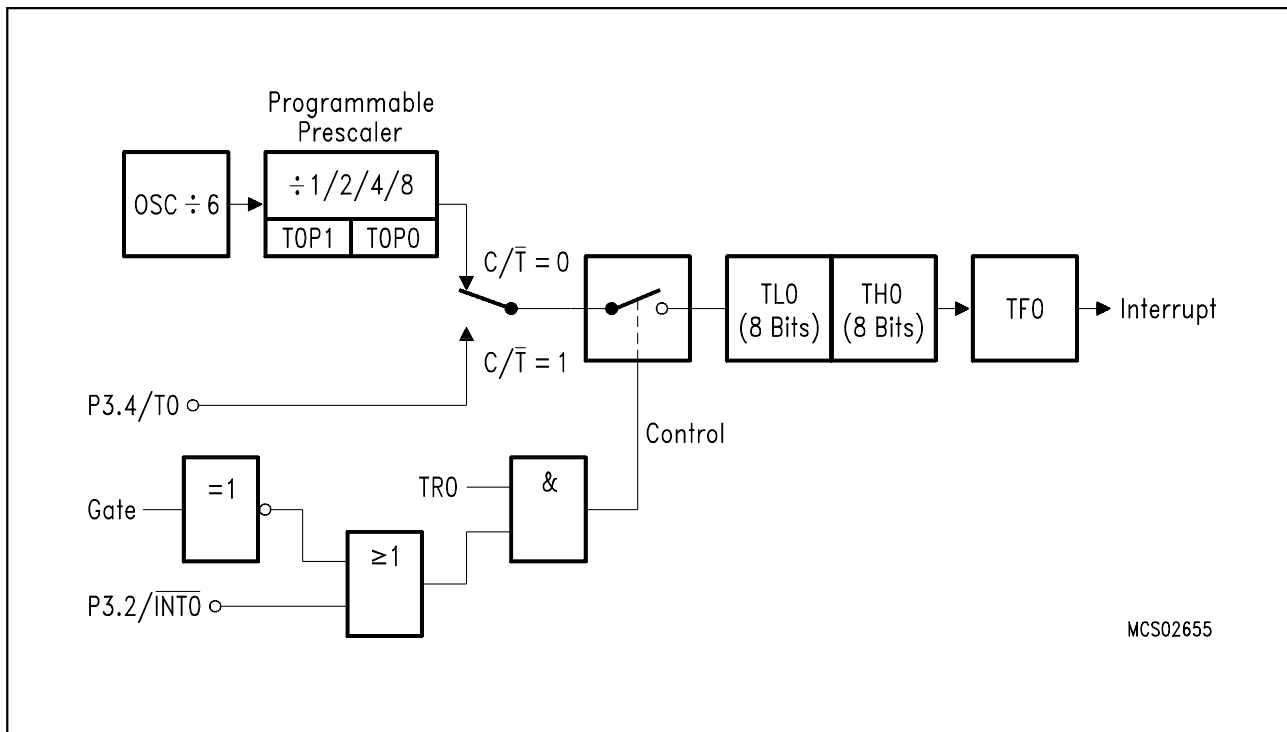 Programmable
Prescaler
OSC ÷ 6
÷ 1/2/4/8
T0P1
T0P0
C/T̅ = 0
C/T̅ = 1
TL0
(8 Bits)
TH0
(8 Bits)
TF0
Interrupt
P3.4/T0
Control
Gate
=1
TR0
&
≥1
P3.2/I̅N̅T̅0̅
MCS02655